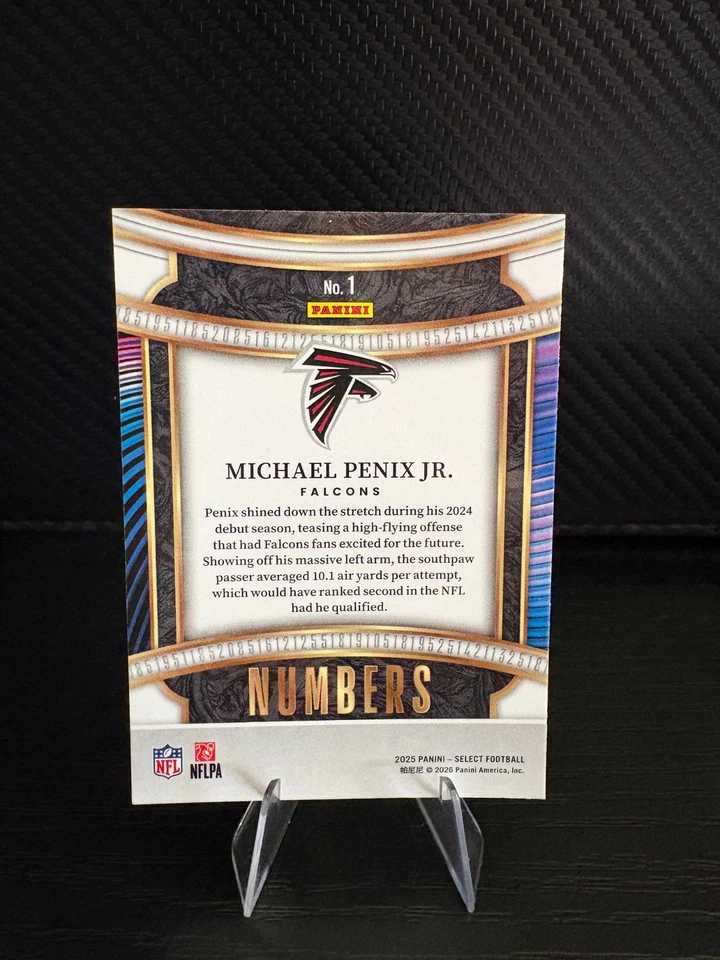 No. 1
PANINI
MICHAEL PENIX JR.
FALCONS
Penix shined down the stretch during his 2024
debut season, teasing a high-flying offense
that had Falcons fans excited for the future.
Showing off his massive left arm, the southpaw
passer averaged 10.1 air yards per attempt,
which would have ranked second in the NFL
had he qualified.
NUMBERS
NFL
NFLPA
2025 PANINI – SELECT FOOTBALL
帕尼尼 © 2026 Panini America, Inc.